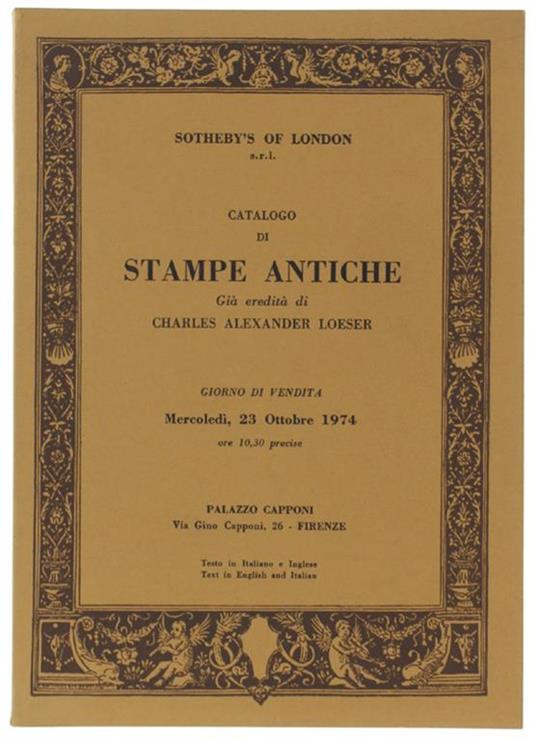 SOTHEBY'S OF LONDON
s.r.l.
CATALOGO
DI
STAMPE ANTICHE
Già eredità di
CHARLES ALEXANDER LOESER
GIORNO DI VENDITA
Mercoledì, 23 Ottobre 1974
ore 10,30 precise
PALAZZO CAPPONI
Via Gino Capponi, 26 - FIRENZE
Testo in Italiano e Inglese
Text in English and Italian